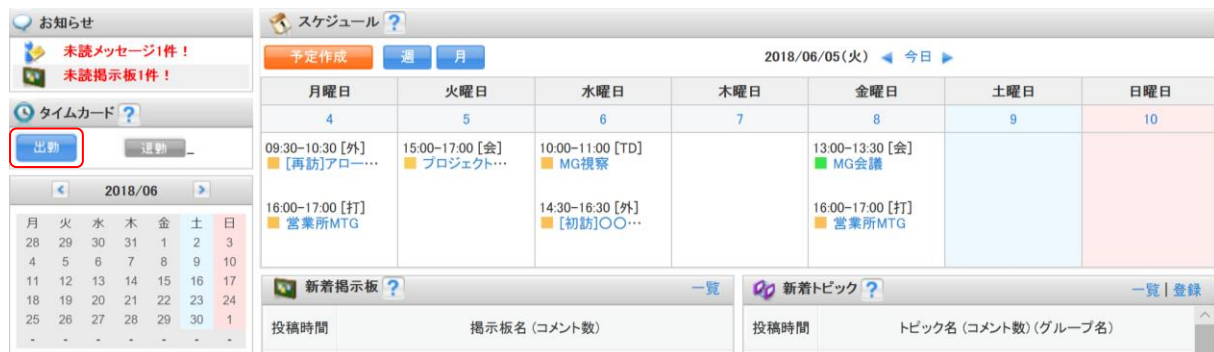 お知らせ
未読メッセージ1件！
未読掲示板1件！
タイムカード ?
出勤 退勤 _
2018/06
月 火 水 木 金 土 日
28 29 30 31 1 2 3
4 5 6 7 8 9 10
11 12 13 14 15 16 17
18 19 20 21 22 23 24
25 26 27 28 29 30 1
- - - - - - -
スケジュール ?
予定作成 週 月 2018/06/05(火) 今日
月曜日 火曜日 水曜日 木曜日 金曜日 土曜日 日曜日
4 5 6 7 8 9 10
09:30-10:30 [外] 15:00-17:00 [会] 10:00-11:00 [TD] 13:00-13:30 [会]
[再訪]アロー… プロジェクト… MG視察 MG会議
16:00-17:00 [打] 14:30-16:30 [外] 16:00-17:00 [打]
営業所MTG [初訪]〇〇… 営業所MTG
新着掲示板 ? 一覧
投稿時間 掲示板名 (コメント数)
新着トピック ? 一覧 | 登録
投稿時間 トピック名 (コメント数) (グループ名)